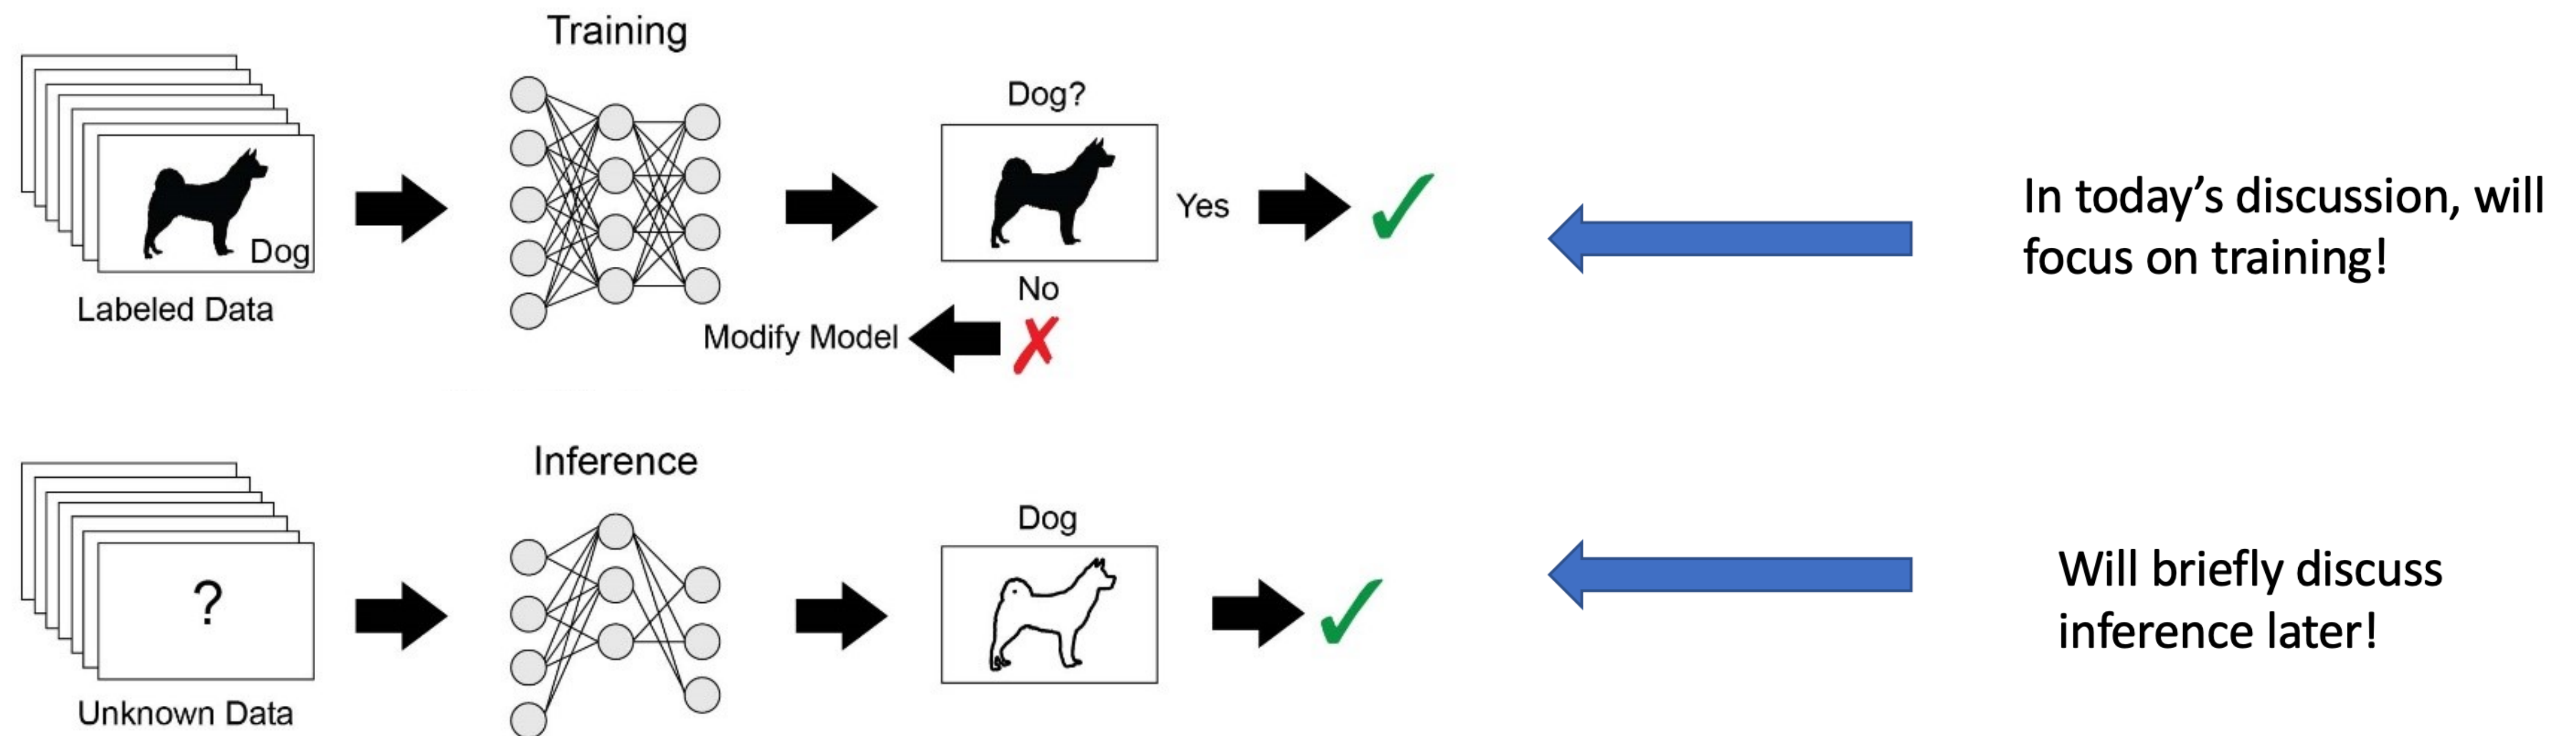 Training
Dog
Labeled Data
Dog?
Yes
No
Modify Model
In today’s discussion, will
focus on training!
Inference
?
Unknown Data
Dog
Will briefly discuss
inference later!